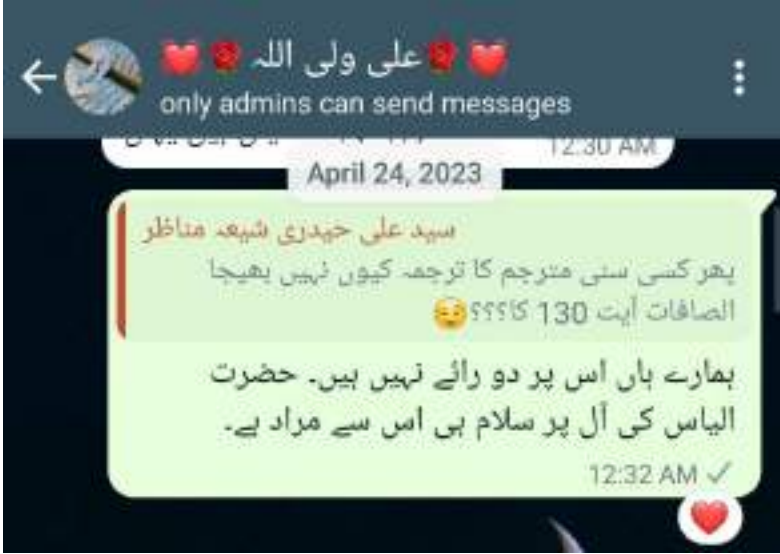 علی ولی اللہ
only admins can send messages
12:30 AM
April 24, 2023
سید علی حیدری شیعہ مناظر
پھر کسی سنی مترجم کا ترجمہ کیوں نہیں بھیجا
الصافات آیت 130 کا؟؟؟؟
ہمارے ہاں اس پر دو رائے نہیں ہیں۔ حضرت
الیاس کی آل پر سلام ہی اس سے مراد ہے۔
12:32 AM